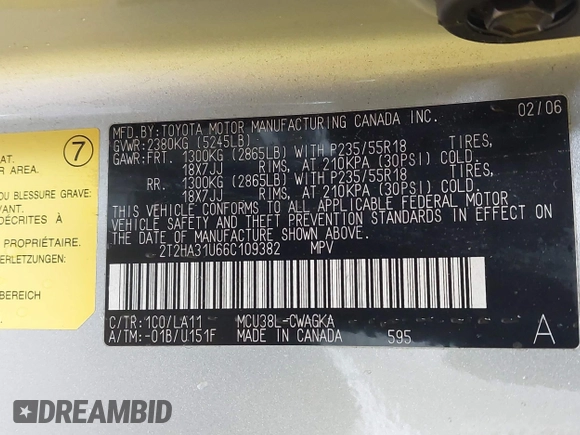 MFD.BY:TOYOTA MOTOR MANUFACTURING CANADA INC. 02/06
GVWR:2380KG (5245LB)
GAWR:FRT. 1300KG (2865LB) WITH P235/55R18 TIRES,
18X7JJ RIMS, AT 210KPA (30PSI) COLD.
RR. 1300KG (2865LB) WITH P235/55R18 TIRES,
18X7JJ RIMS, AT 210KPA (30PSI) COLD.
THIS VEHICLE CONFORMS TO ALL APPLICABLE FEDERAL MOTOR
VEHICLE SAFETY AND THEFT PREVENTION STANDARDS IN EFFECT ON
THE DATE OF MANUFACTURE SHOWN ABOVE.
2T2HA31U66C109382 MPV
C/TR:1C0/LA11 MCU38L-CWAGKA
A/TM:-01B/U151F MADE IN CANADA 595 A
7
AT.
R AREA.
OU BLESSURE GRAVE:
TANT.
DÉCRITES À
PROPRIÉTAIRE.
ERLETZUNGEN:
BEREICH
DREAMBID